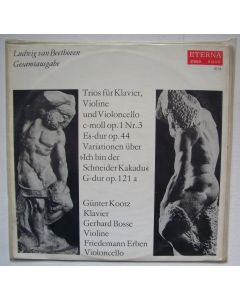 Ludwig van Beethoven
Gesamtausgabe
ETERNA
STEREO
Trios für Klavier,
Violine
und Violoncello
c-moll op. 1 Nr. 3
Es-dur op. 44
Variationen über
»Ich bin der
Schneider Kakadu«
G-dur op. 121 a
Günter Kootz
Klavier
Gerhard Bosse
Violine
Friedemann Erben
Violoncello